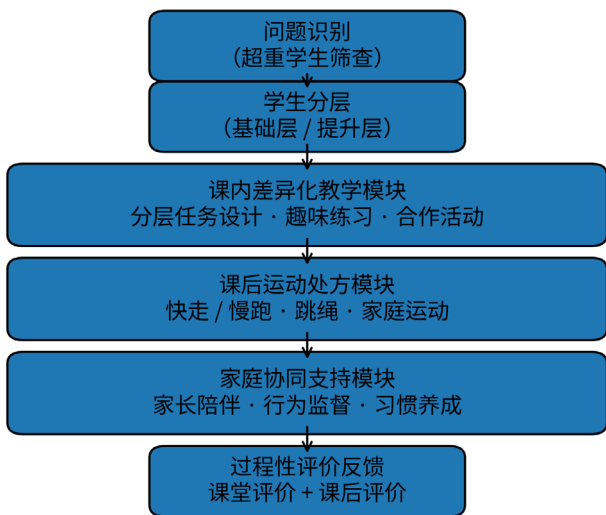 问题识别
（超重学生筛查）
学生分层
（基础层 / 提升层）
课内差异化教学模块
分层任务设计 · 趣味练习 · 合作活动
课后运动处方模块
快走 / 慢跑 · 跳绳 · 家庭运动
家庭协同支持模块
家长陪伴 · 行为监督 · 习惯养成
过程性评价反馈
课堂评价 + 课后评价